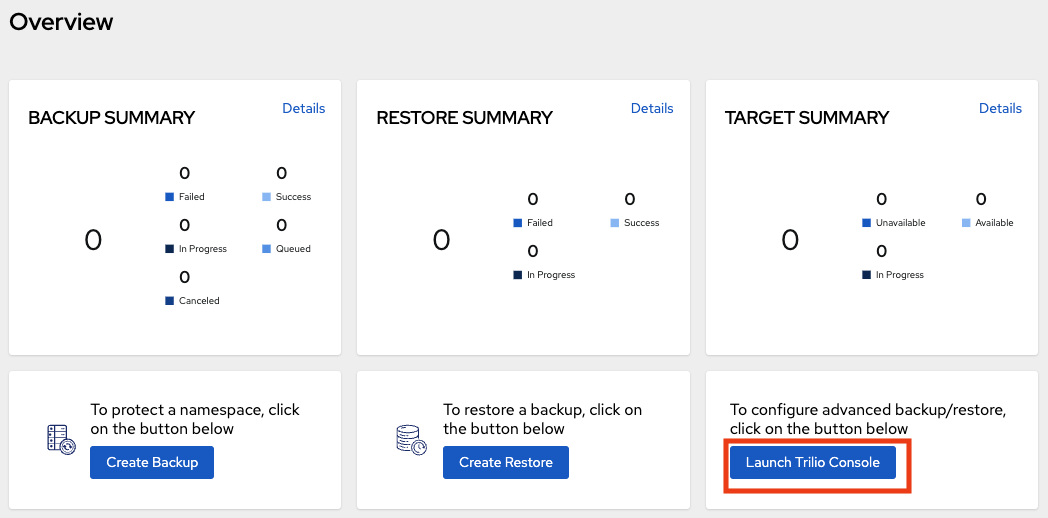 Overview
BACKUP SUMMARY
Details
0
0
Failed
0
Success
0
In Progress
0
Queued
0
Canceled
RESTORE SUMMARY
Details
0
0
Failed
0
Success
0
In Progress
TARGET SUMMARY
Details
0
0
Unavailable
0
Available
0
In Progress
To protect a namespace, click
on the button below
Create Backup
To restore a backup, click on
the button below
Create Restore
To configure advanced backup/restore,
click on the button below
Launch Trilio Console